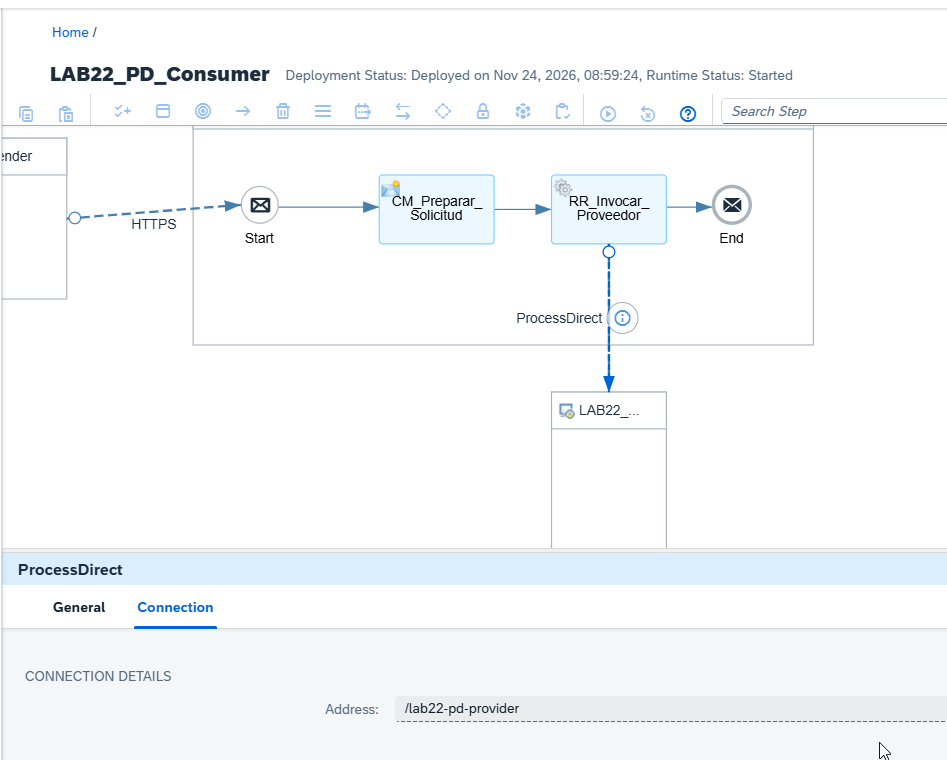 Home /
LAB22_PD_Consumer Deployment Status: Deployed on Nov 24, 2026, 08:59:24, Runtime Status: Started
Search Step
ender
HTTPS
Start
CM_Preparar_
Solicitud
RR_Invocar_
Proveedor
End
ProcessDirect
LAB22_...
ProcessDirect
General Connection
CONNECTION DETAILS
Address: /lab22-pd-provider